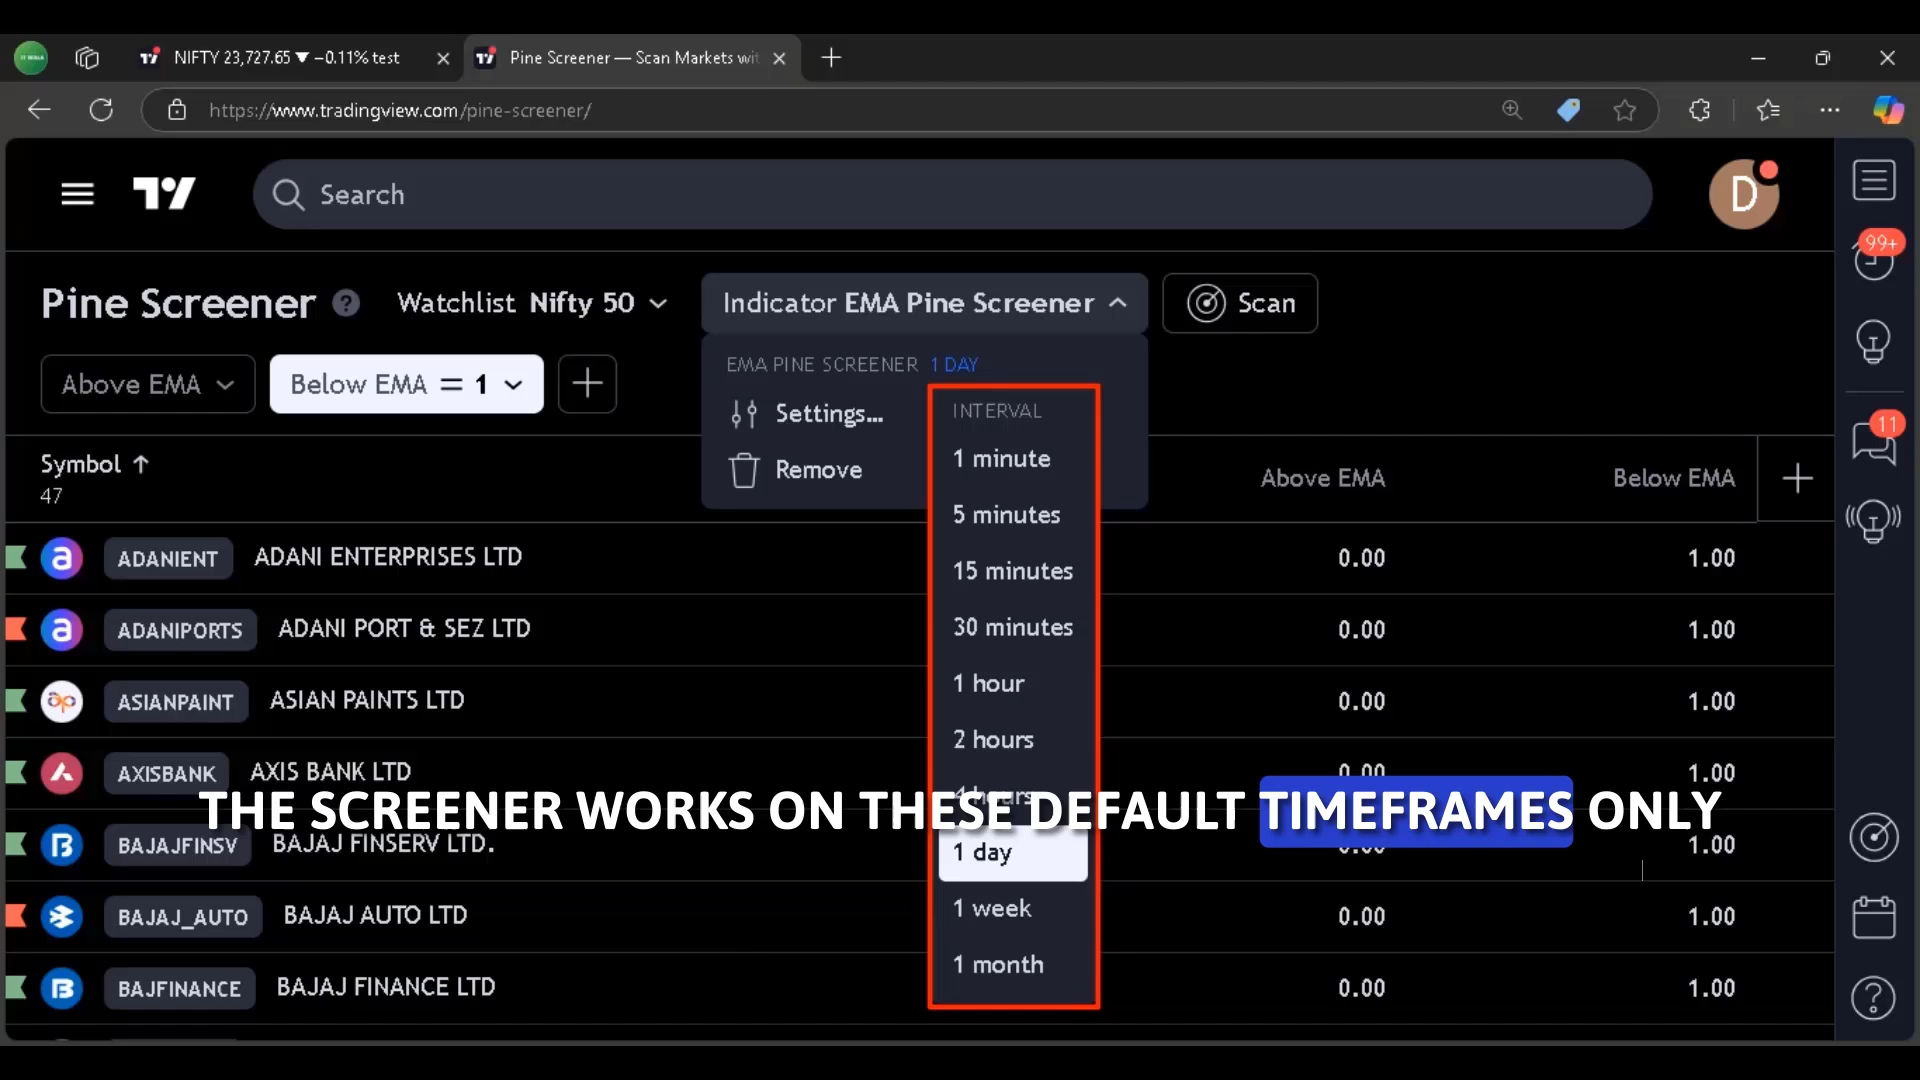 NIFTY 23,727.65 ▼ −0.11% test
Pine Screener — Scan Markets wit
https://www.tradingview.com/pine-screener/
Search
D
99+
Pine Screener ? Watchlist Nifty 50
Indicator EMA Pine Screener
Scan
EMA PINE SCREENER 1 DAY
Above EMA
Below EMA = 1
Settings...
Remove
INTERVAL
1 minute
5 minutes
15 minutes
30 minutes
1 hour
2 hours
4 hours
1 day
1 week
1 month
11
Symbol ↑
47
Above EMA
Below EMA
ADANIENT ADANI ENTERPRISES LTD 0.00 1.00
ADANIPORTS ADANI PORT & SEZ LTD 0.00 1.00
ASIANPAINT ASIAN PAINTS LTD 0.00 1.00
AXISBANK AXIS BANK LTD 0.00 1.00
THE SCREENER WORKS ON THESE DEFAULT TIMEFRAMES ONLY
BAJAJFINSV BAJAJ FINSERV LTD. 0.00 1.00
BAJAJ_AUTO BAJAJ AUTO LTD 0.00 1.00
BAJFINANCE BAJAJ FINANCE LTD 0.00 1.00